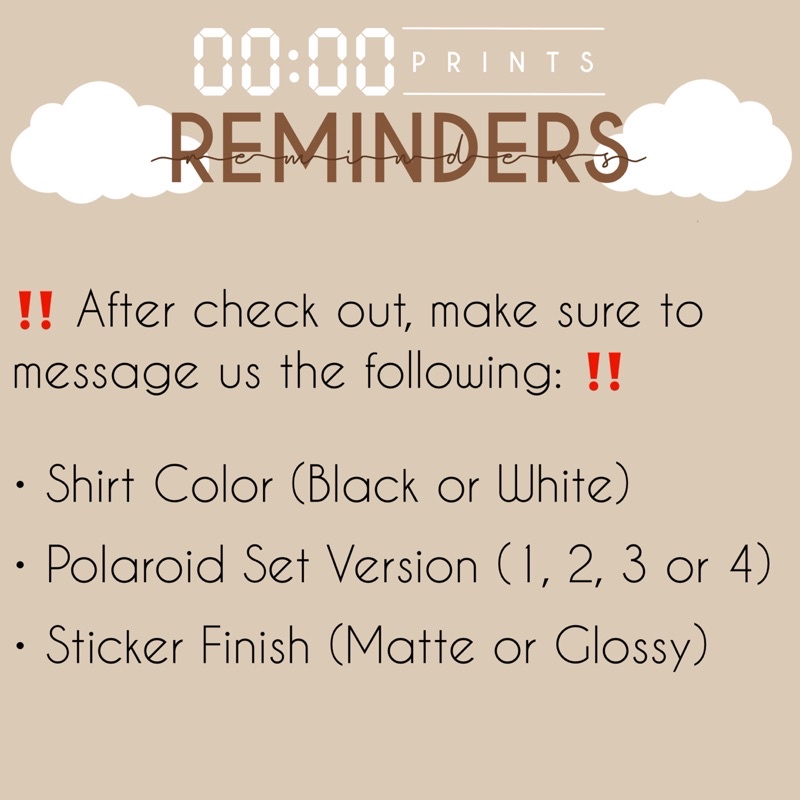 00:00 PRINTS
REMINDERS
reminders
‼ After check out, make sure to
message us the following: ‼
• Shirt Color (Black or White)
• Polaroid Set Version (1, 2, 3 or 4)
• Sticker Finish (Matte or Glossy)